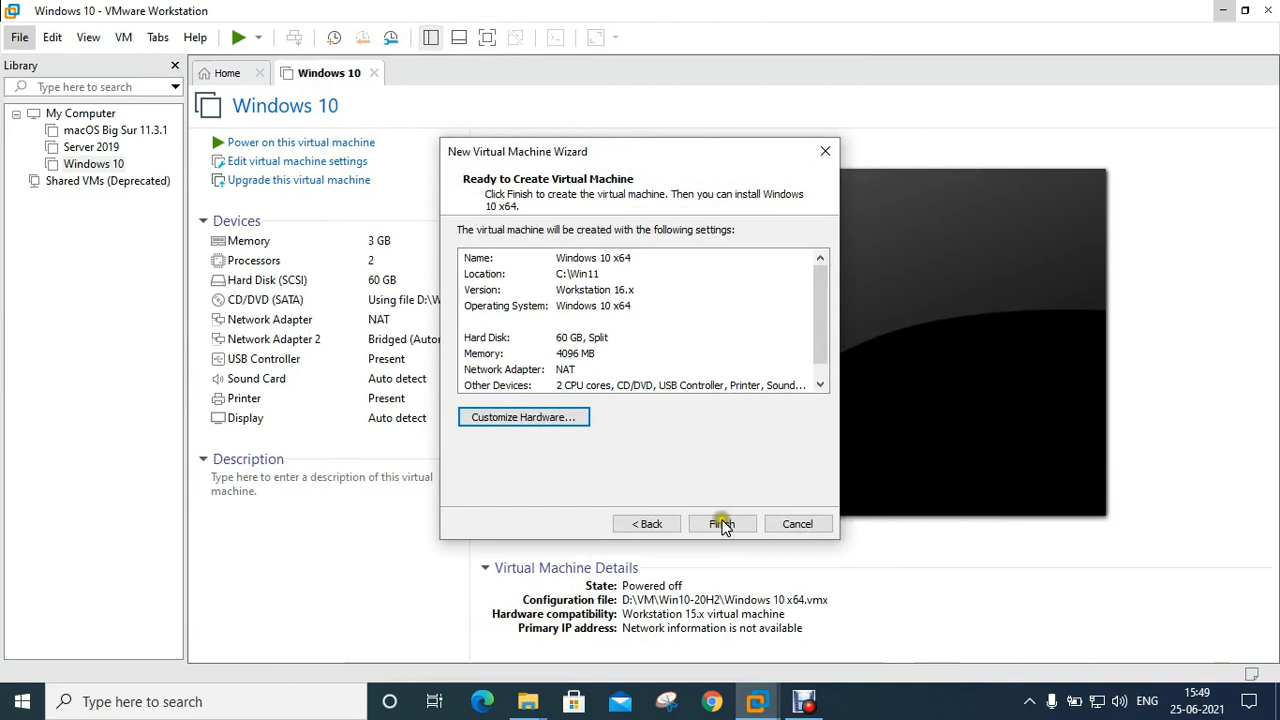 Windows 10 - VMware Workstation
File Edit View VM Tabs Help
Library
Type here to search
My Computer
macOS Big Sur 11.3.1
Server 2019
Windows 10
Shared VMs (Deprecated)
Home Windows 10
Windows 10
Power on this virtual machine
Edit virtual machine settings
Upgrade this virtual machine
Devices
Memory 3 GB
Processors 2
Hard Disk (SCSI) 60 GB
CD/DVD (SATA) Using file D:\W
Network Adapter NAT
Network Adapter 2 Bridged (Auto
USB Controller Present
Sound Card Auto detect
Printer Present
Display Auto detect
Description
Type here to enter a description of this virtual
machine.
New Virtual Machine Wizard
Ready to Create Virtual Machine
Click Finish to create the virtual machine. Then you can install Windows
10 x64.
The virtual machine will be created with the following settings:
Name: Windows 10 x64
Location: C:\Win11
Version: Workstation 16.x
Operating System: Windows 10 x64
Hard Disk: 60 GB, Split
Memory: 4096 MB
Network Adapter: NAT
Other Devices: 2 CPU cores, CD/DVD, USB Controller, Printer, Sound...
Customize Hardware...
< Back Finish Cancel
Virtual Machine Details
State: Powered off
Configuration file: D:\VM\Win10-20H2\Windows 10 x64.vmx
Hardware compatibility: Workstation 15.x virtual machine
Primary IP address: Network information is not available
Type here to search
ENG
15:49
25-06-2021